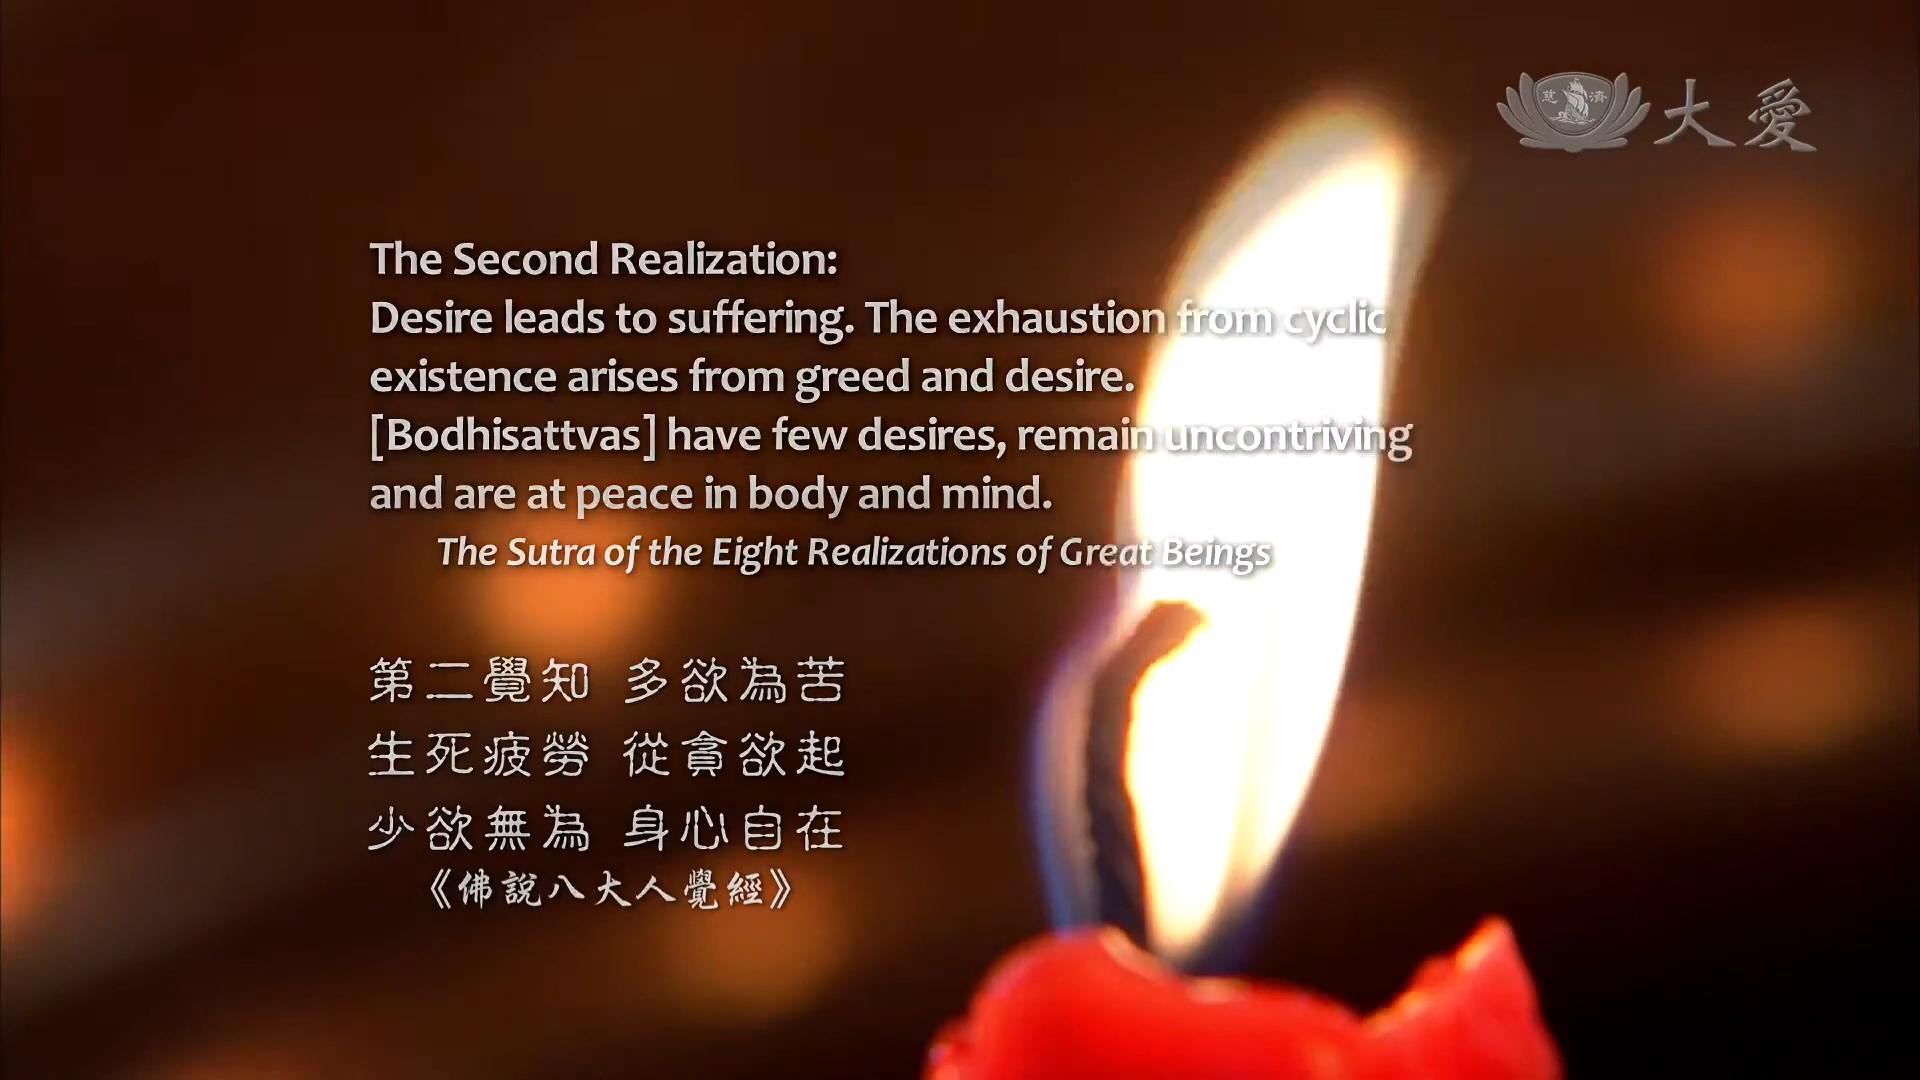 慈濟 大愛
The Second Realization:
Desire leads to suffering. The exhaustion from cyclic
existence arises from greed and desire.
[Bodhisattvas] have few desires, remain uncontriving
and are at peace in body and mind.
The Sutra of the Eight Realizations of Great Beings
第二覺知 多欲為苦
生死疲勞 從貪欲起
少欲無為 身心自在
《佛說八大人覺經》